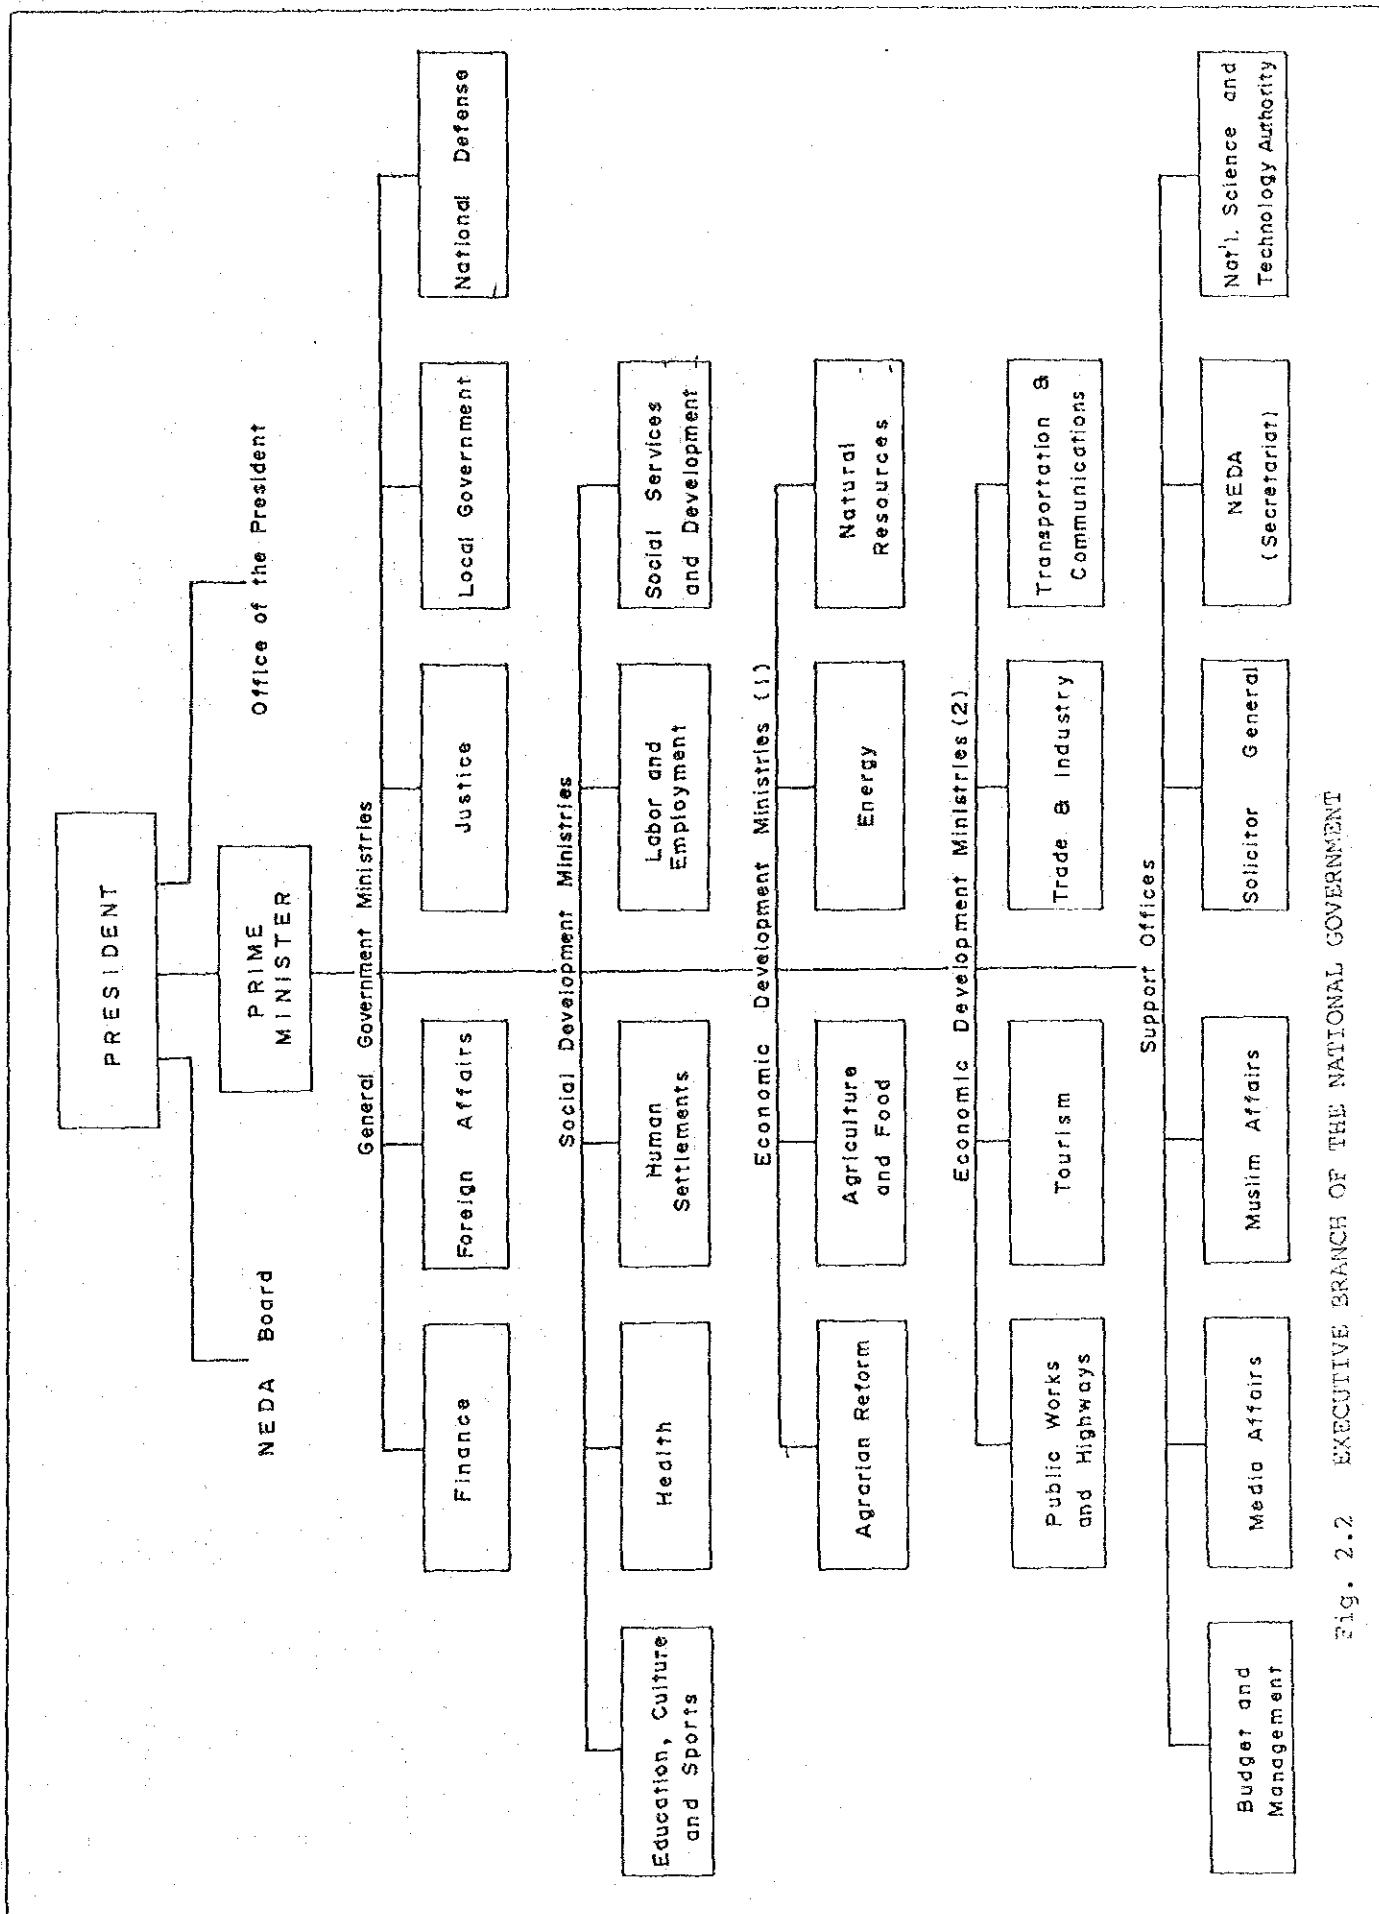 PRESIDENT
NEDA Board
PRIME
MINISTER
Office of the President
General Government Ministries
Finance
Foreign Affairs
Justice
Local Government
National Defense
Social Development Ministries
Education, Culture
and Sports
Health
Human
Settlements
Labor and
Employment
Social Services
and Development
Economic Development Ministries (1)
Agrarian Reform
Agriculture
and Food
Energy
Natural
Resources
Economic Development Ministries (2)
Public Works
and Highways
Tourism
Trade & Industry
Transportation &
Communications
Support Offices
Budget and
Management
Media Affairs
Muslim Affairs
Solicitor General
NEDA
(Secretariat)
Nat'l. Science and
Technology Authority
Fig. 2.2 EXECUTIVE BRANCH OF THE NATIONAL GOVERNMENT